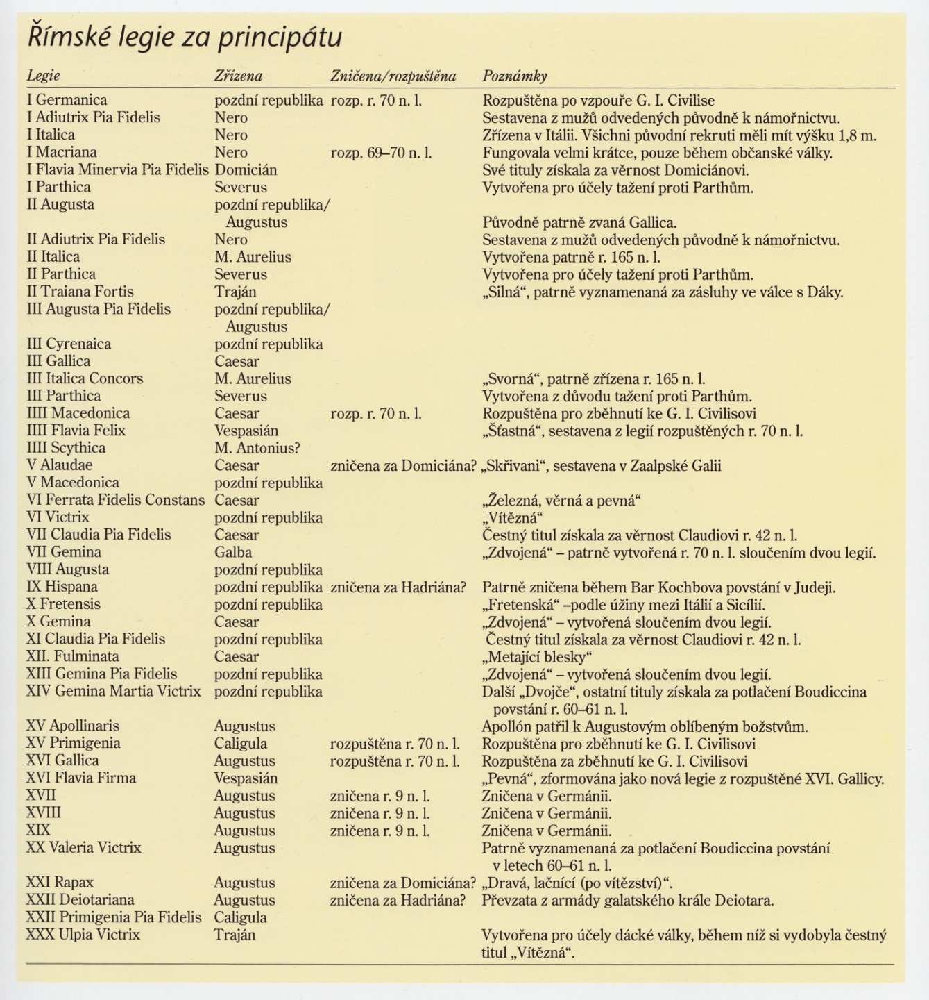 Římské legie za principátu
Legie Zřízena Zničena/rozpuštěna Poznámky
I Germanica pozdní republika rozp. r. 70 n. l. Rozpuštěna po vzpouře G. I. Civilise
I Adiutrix Pia Fidelis Nero Sestavena z mužů odvedených původně k námořnictvu.
I Italica Nero Zřízena v Itálii. Všichni původní rekruti měli mít výšku 1,8 m.
I Macriana Nero rozp. 69–70 n. l. Fungovala velmi krátce, pouze během občanské války.
I Flavia Minervia Pia Fidelis Domicián Své tituly získala za věrnost Domiciánovi.
I Parthica Severus Vytvořena pro účely tažení proti Parthům.
II Augusta pozdní republika/
Augustus Původně patrně zvaná Gallica.
II Adiutrix Pia Fidelis Nero Sestavena z mužů odvedených původně k námořnictvu.
II Italica M. Aurelius Vytvořena patrně r. 165 n. l.
II Parthica Severus Vytvořena pro účely tažení proti Parthům.
II Traiana Fortis Traján „Silná“, patrně vyznamenaná za zásluhy ve válce s Dáky.
III Augusta Pia Fidelis pozdní republika/
Augustus
III Cyrenaica pozdní republika
III Gallica Caesar
III Italica Concors M. Aurelius „Svorná“, patrně zřízena r. 165 n. l.
III Parthica Severus Vytvořena z důvodu tažení proti Parthům.
IIII Macedonica Caesar rozp. r. 70 n. l. Rozpuštěna pro zběhnutí ke G. I. Civilisovi
IIII Flavia Felix Vespasián „Šťastná“, sestavena z legií rozpuštěných r. 70 n. l.
IIII Scythica M. Antonius?
V Alaudae Caesar zničena za Domiciána? „Skřivani“, sestavena v Zaalpské Galii
V Macedonica pozdní republika
VI Ferrata Fidelis Constans Caesar „Železná, věrná a pevná“
VI Victrix pozdní republika „Vítězná“
VII Claudia Pia Fidelis Caesar Čestný titul získala za věrnost Claudiovi r. 42 n. l.
VII Gemina Galba „Zdvojená“ – patrně vytvořená r. 70 n. l. sloučením dvou legií.
VIII Augusta pozdní republika
IX Hispana pozdní republika zničena za Hadriána? Patrně zničena během Bar Kochbova povstání v Judeji.
X Fretensis pozdní republika „Fretenská“ –podle úžiny mezi Itálií a Sicílií.
X Gemina Caesar „Zdvojená“ – vytvořená sloučením dvou legií.
XI Claudia Pia Fidelis pozdní republika Čestný titul získala za věrnost Claudiovi r. 42 n. l.
XII. Fulminata Caesar „Metající blesky“
XIII Gemina Pia Fidelis pozdní republika „Zdvojená“ – vytvořená sloučením dvou legií.
XIV Gemina Martia Victrix pozdní republika Další „Dvojče“, ostatní tituly získala za potlačení Boudiccina
povstání r. 60–61 n. l.
XV Apollinaris Augustus Apollón patřil k Augustovým oblíbeným božstvům.
XV Primigenia Caligula rozpuštěna r. 70 n. l. Rozpuštěna pro zběhnutí ke G. I. Civilisovi
XVI Gallica Augustus rozpuštěna r. 70 n. l. Rozpuštěna za zběhnutí ke G. I. Civilisovi
XVI Flavia Firma Vespasián „Pevná“, zformována jako nová legie z rozpuštěné XVI. Gallicy.
XVII Augustus zničena r. 9 n. l. Zničena v Germánii.
XVIII Augustus zničena r. 9 n. l. Zničena v Germánii.
XIX Augustus zničena r. 9 n. l. Zničena v Germánii.
XX Valeria Victrix Augustus Patrně vyznamenaná za potlačení Boudiccina povstání
v letech 60–61 n. l.
XXI Rapax Augustus zničena za Domiciána? „Dravá, lačnící (po vítězství)“.
XXII Deiotariana Augustus zničena za Hadriána? Převzata z armády galatského krále Deiotara.
XXII Primigenia Pia Fidelis Caligula
XXX Ulpia Victrix Traján Vytvořena pro účely dácké války, během níž si vydobyla čestný
titul „Vítězná“.